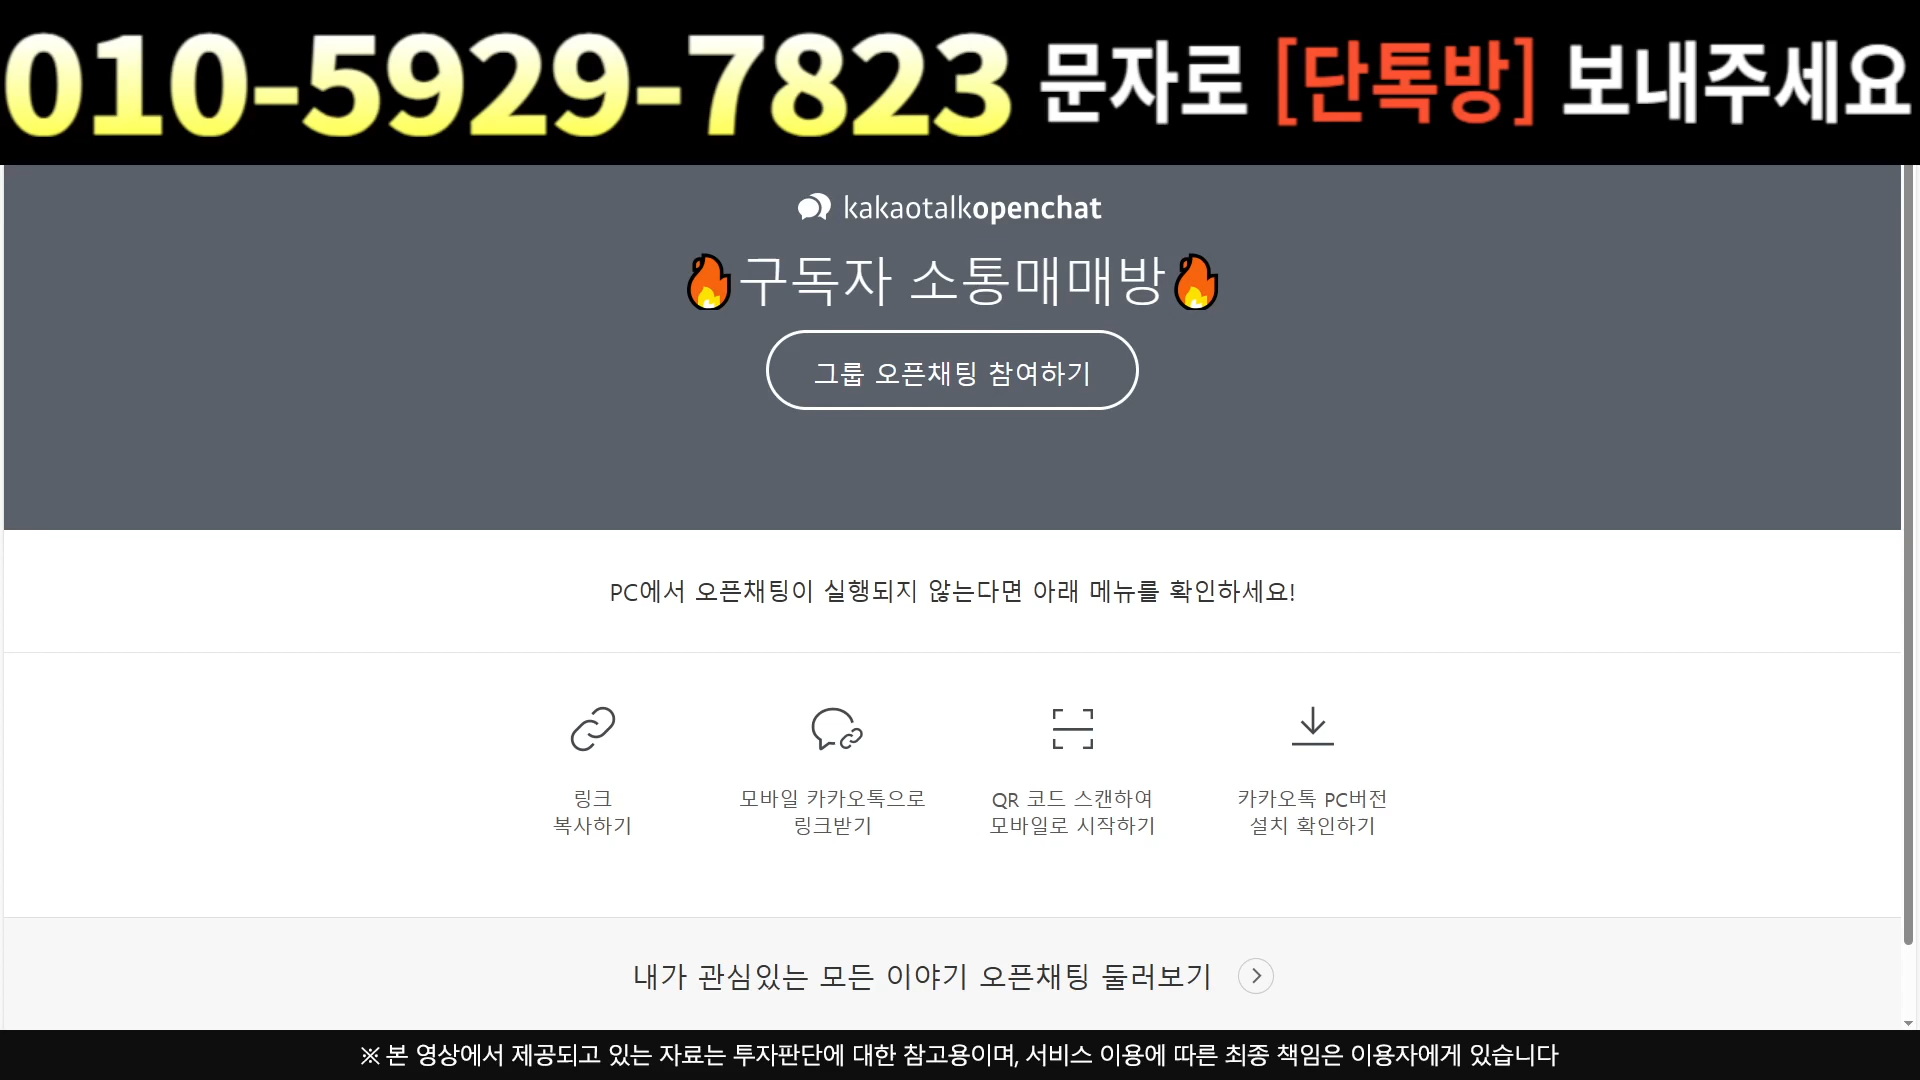 010-5929-7823 문자로 [단톡방] 보내주세요
kakaotalkopenchat
🔥구독자 소통매매방🔥
그룹 오픈채팅 참여하기
PC에서 오픈채팅이 실행되지 않는다면 아래 메뉴를 확인하세요!
링크
복사하기
모바일 카카오톡으로
링크받기
QR 코드 스캔하여
모바일로 시작하기
카카오톡 PC버전
설치 확인하기
내가 관심있는 모든 이야기 오픈채팅 둘러보기
※ 본 영상에서 제공되고 있는 자료는 투자판단에 대한 참고용이며, 서비스 이용에 따른 최종 책임은 이용자에게 있습니다